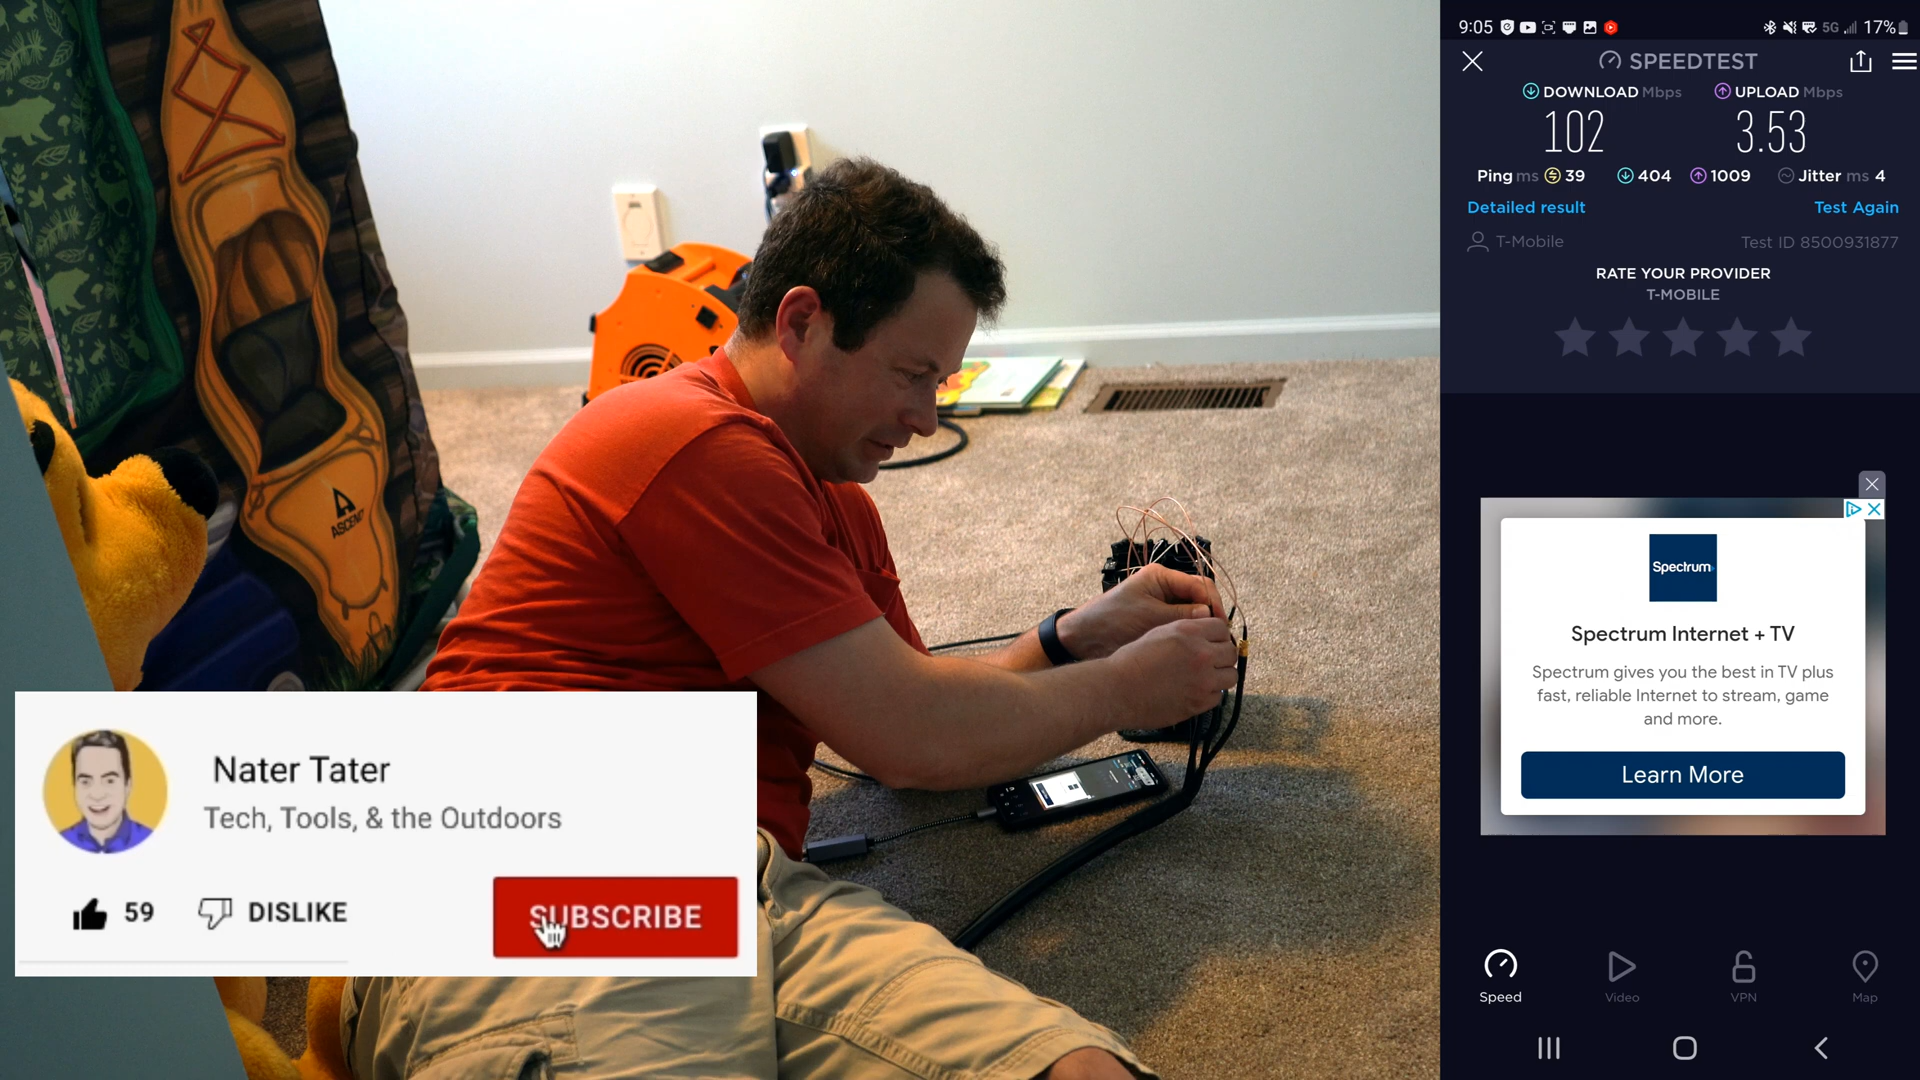 9:05
5G 17%
SPEEDTEST
DOWNLOAD Mbps
UPLOAD Mbps
102
3.53
Ping ms 39 404 1009 Jitter ms 4
Detailed result
Test Again
T-Mobile
Test ID 8500931877
RATE YOUR PROVIDER
T-MOBILE
Spectrum
Spectrum Internet + TV
Spectrum gives you the best in TV plus
fast, reliable Internet to stream, game
and more.
Learn More
Speed
Video
VPN
Map
ASCENT
Nater Tater
Tech, Tools, & the Outdoors
59
DISLIKE
SUBSCRIBE